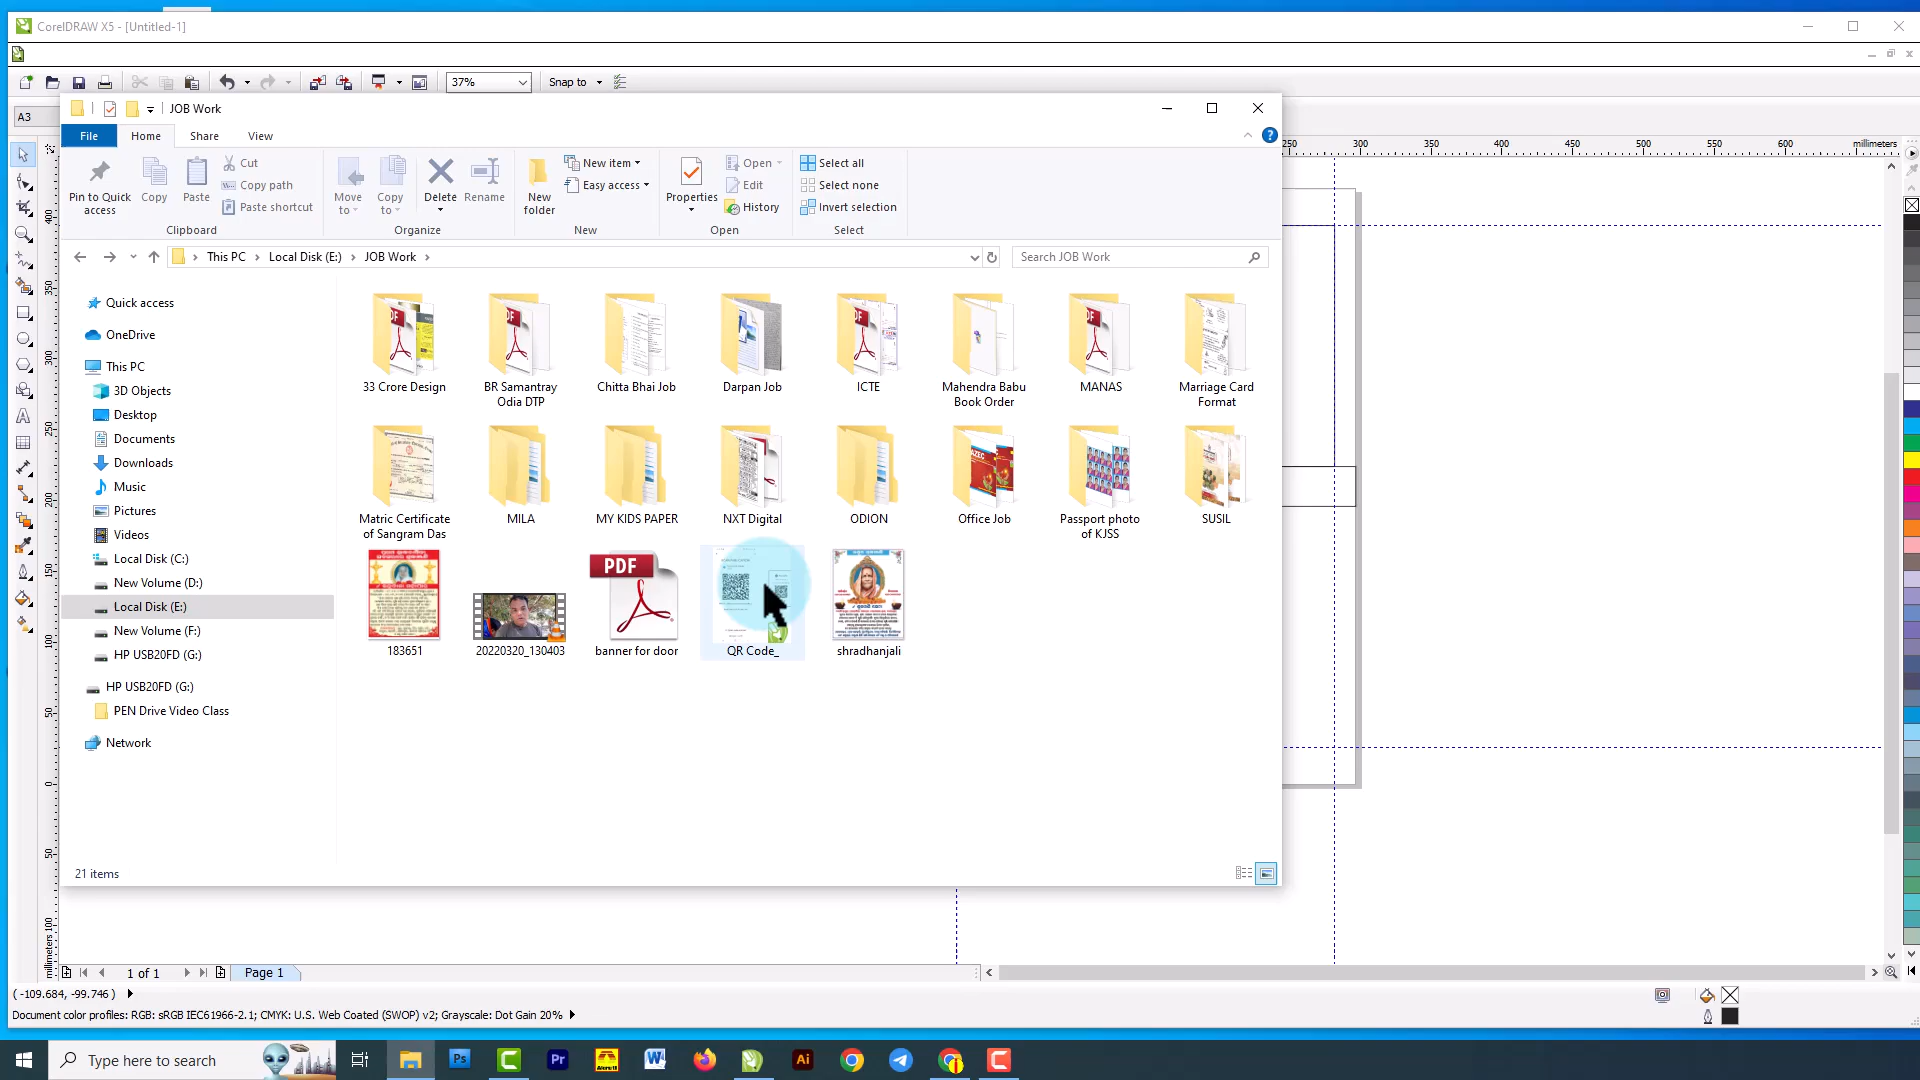 CorelDRAW X5 - [Untitled-1]
37%
Snap to
A3
JOB Work
File
Home
Share
View
Pin to Quick access
Copy
Paste
Cut
Copy path
Paste shortcut
Clipboard
Move to
Copy to
Delete
Rename
Organize
New folder
New item
Easy access
New
Properties
Open
Edit
History
Open
Select all
Select none
Invert selection
Select
This PC
Local Disk (E:)
JOB Work
Search JOB Work
250 300 350 400 450 500 550 600 millimeters
Quick access
OneDrive
This PC
3D Objects
Desktop
Documents
Downloads
Music
Pictures
Videos
Local Disk (C:)
New Volume (D:)
Local Disk (E:)
New Volume (F:)
HP USB20FD (G:)
HP USB20FD (G:)
PEN Drive Video Class
Network
33 Crore Design
BR Samantray Odia DTP
Chitta Bhai Job
Darpan Job
ICTE
Mahendra Babu Book Order
MANAS
Marriage Card Format
Matric Certificate of Sangram Das
MILA
MY KIDS PAPER
NXT Digital
ODION
Office Job
Passport photo of KJSS
SUSIL
PDF
183651
20220320_130403
banner for door
QR Code_
shradhanjali
21 items
1 of 1
Page 1
( -109.684, -99.746 )
Document color profiles: RGB: sRGB IEC61966-2.1; CMYK: U.S. Web Coated (SWOP) v2; Grayscale: Dot Gain 20%
Type here to search
Ps
Pr
Ai